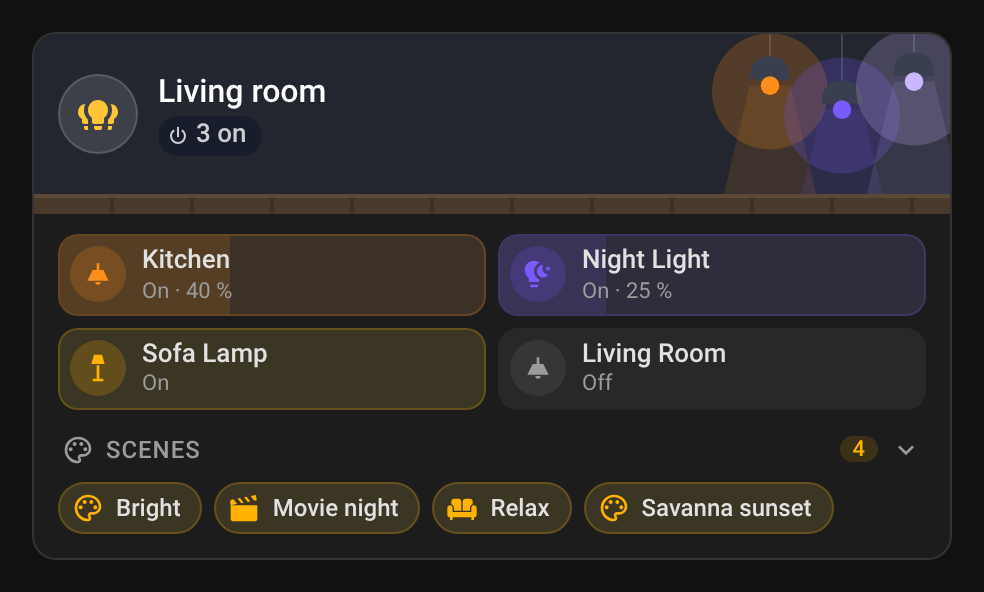 Living room
3 on
Kitchen
On · 40 %
Night Light
On · 25 %
Sofa Lamp
On
Living Room
Off
SCENES
4
Bright
Movie night
Relax
Savanna sunset